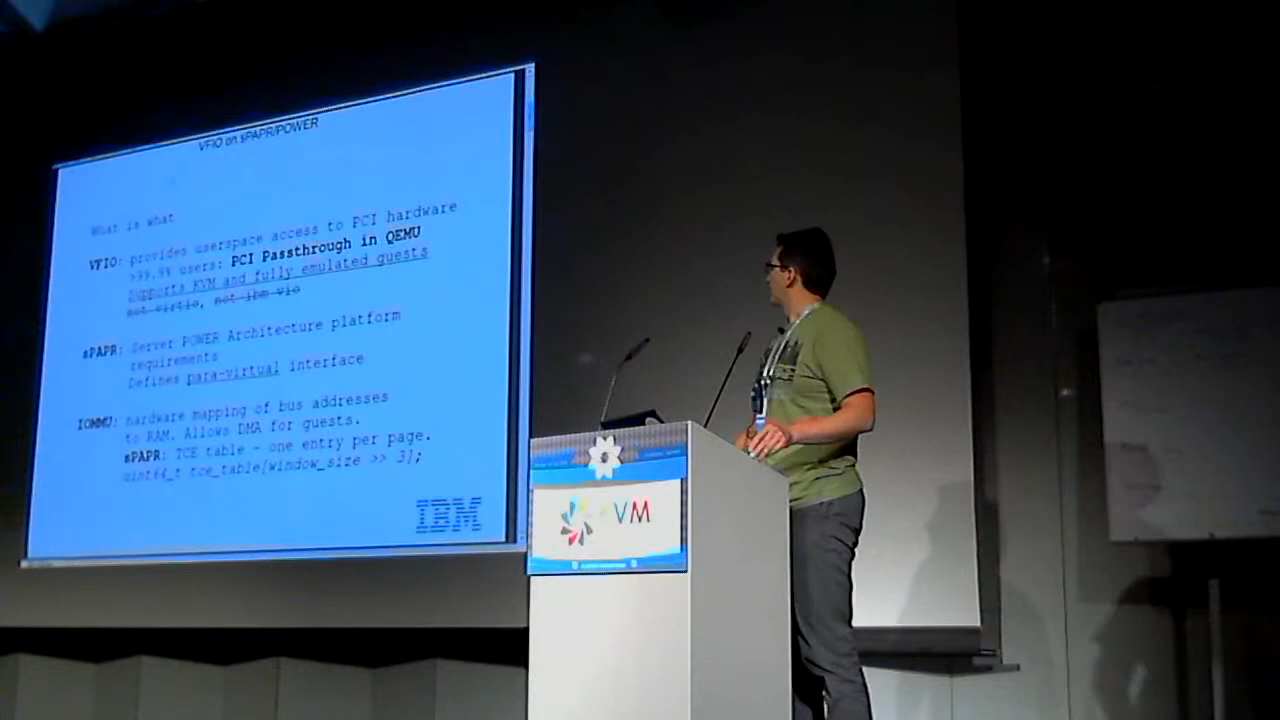 VFIO on sPAPR/POWER
What is what
VFIO: provides userspace access to PCI hardware
>99.9% users: PCI Passthrough in QEMU
Supports KVM and fully emulated guests
not virtio, not ibm vio
sPAPR: Server POWER Architecture platform
requirements
Defines para-virtual interface
IOMMU: hardware mapping of bus addresses
to RAM. Allows DMA for guests.
sPAPR: TCE table - one entry per page.
uint64_t tce_table[window_size >> 3];
IBM
KVM